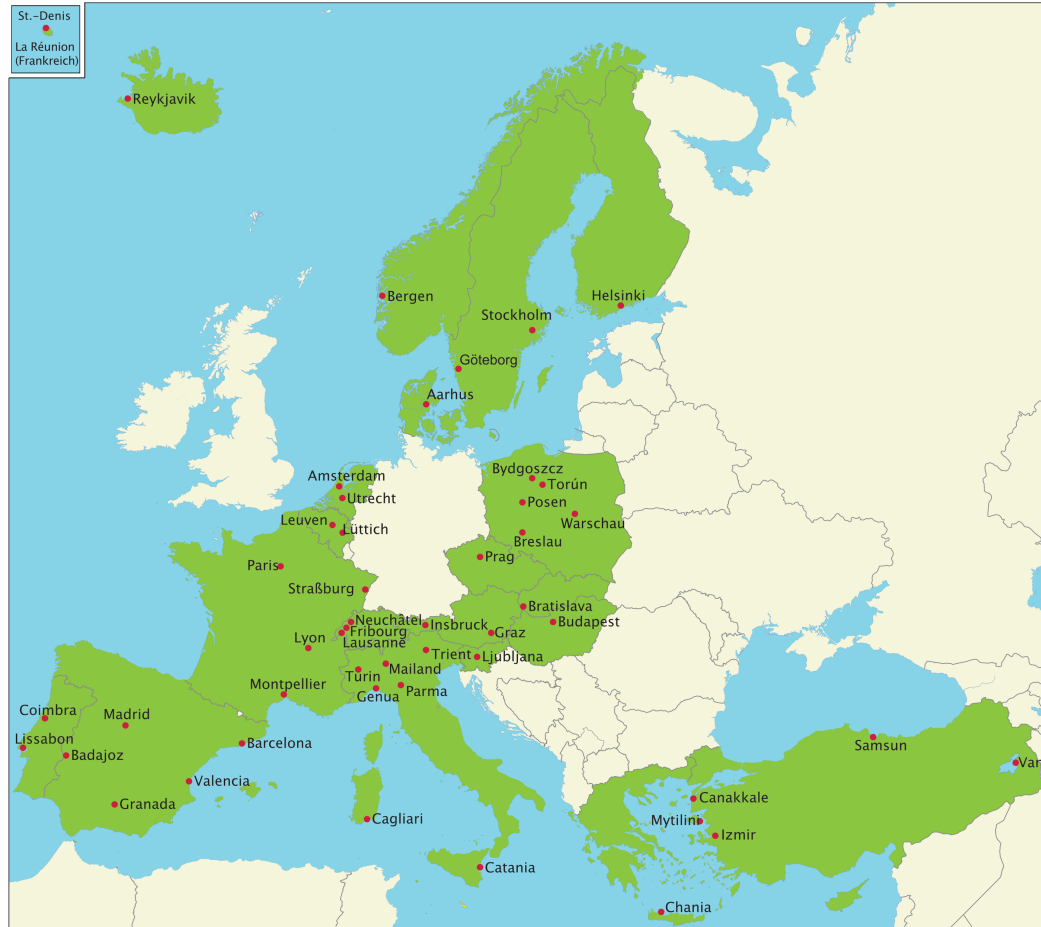 St.-Denis
La Réunion
(Frankreich)
Reykjavik
Bergen
Helsinki
Stockholm
Göteborg
Aarhus
Bydgoszcz
Amsterdam
Torún
Utrecht
Posen
Warschau
Leuven
Lüttich
Breslau
Prag
Paris
Straßburg
Bratislava
Neuchâtel
Insbruck
Budapest
Fribourg
Graz
Lyon
Lausanne
Trient
Ljubljana
Mailand
Turin
Montpellier
Genua
Parma
Coimbra
Madrid
Lissabon
Barcelona
Samsun
Badajoz
Van
Valencia
Canakkale
Granada
Cagliari
Mytilini
Izmir
Catania
Chania